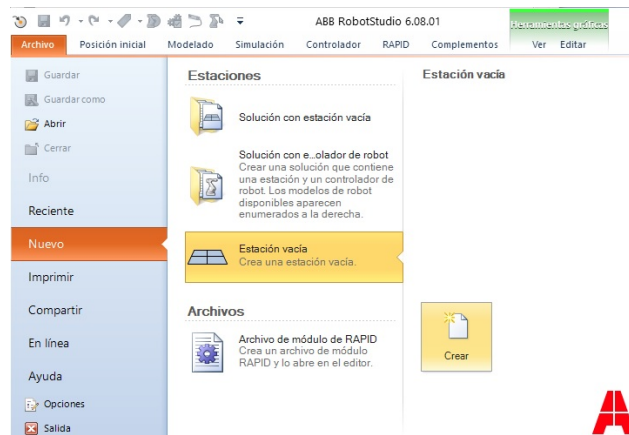 ABB RobotStudio 6.08.01
Herramientas gráficas
Archivo Posición inicial Modelado Simulación Controlador RAPID Complementos Ver Editar
Guardar
Guardar como
Abrir
Cerrar
Info
Reciente
Nuevo
Imprimir
Compartir
En línea
Ayuda
Opciones
Salida
Estaciones
Solución con estación vacía
Solución con e...olador de robot
Crear una solución que contiene
una estación y un controlador de
robot. Los modelos de robot
disponibles aparecen
enumerados a la derecha.
Estación vacía
Crea una estación vacía.
Archivos
Archivo de módulo de RAPID
Crea un archivo de módulo
RAPID y lo abre en el editor.
Estación vacía
Crear